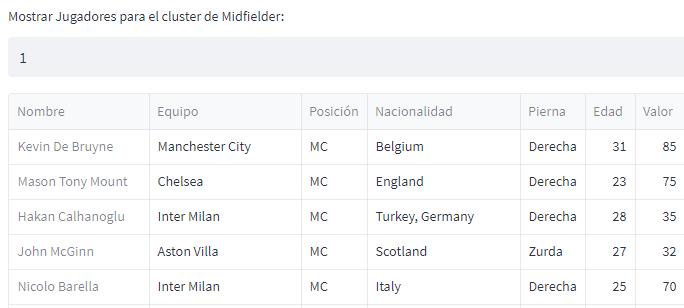 Mostrar Jugadores para el cluster de Midfielder:
1
Nombre Equipo Posición Nacionalidad Pierna Edad Valor
Kevin De Bruyne Manchester City MC Belgium Derecha 31 85
Mason Tony Mount Chelsea MC England Derecha 23 75
Hakan Calhanoglu Inter Milan MC Turkey, Germany Derecha 28 35
John McGinn Aston Villa MC Scotland Zurda 27 32
Nicolo Barella Inter Milan MC Italy Derecha 25 70